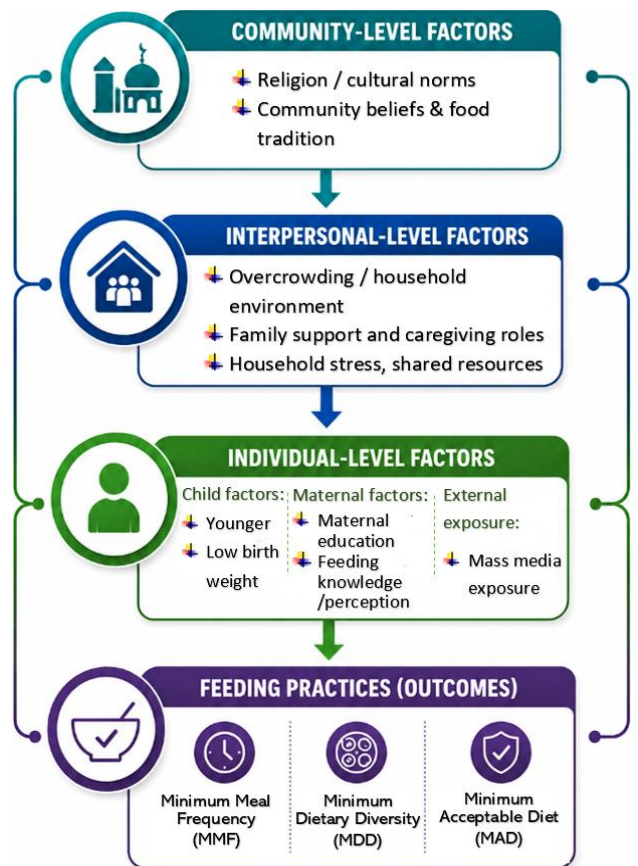 COMMUNITY-LEVEL FACTORS
Religion / cultural norms
Community beliefs & food
tradition
INTERPERSONAL-LEVEL FACTORS
Overcrowding / household
environment
Family support and caregiving roles
Household stress, shared resources
INDIVIDUAL-LEVEL FACTORS
Child factors:
Younger
Low birth
weight
Maternal factors:
Maternal
education
Feeding
knowledge
/perception
External
exposure:
Mass media
exposure
FEEDING PRACTICES (OUTCOMES)
Minimum Meal
Frequency
(MMF)
Minimum
Dietary Diversity
(MDD)
Minimum
Acceptable Diet
(MAD)